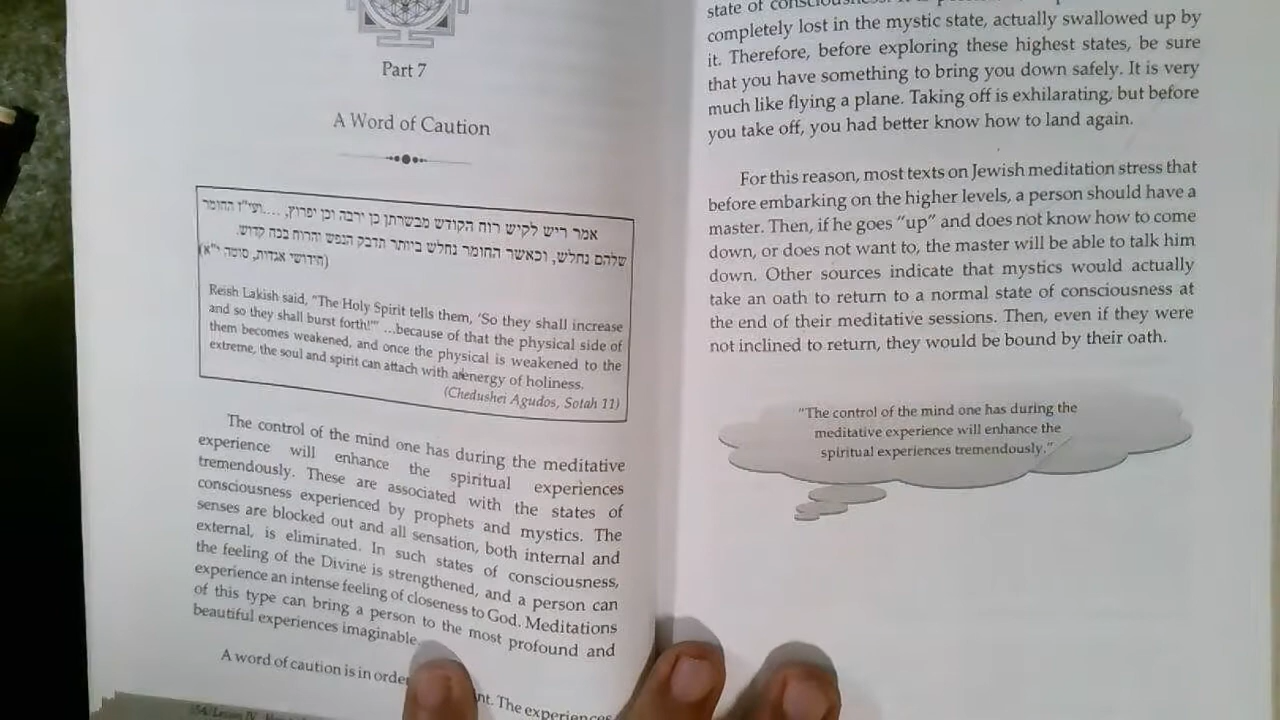 Part 7
A Word of Caution
אמר ריש לקיש רוח הקודש מבשרתן כן ירבה וכן יפרוץ, ....ועי"ז החומר
שלהם נחלש, וכאשר החומר נחלש ביותר תדבק הנפש והרוח בכח קדוש.
(חידושי אגדות, סוטה י"א)
Reish Lakish said, "The Holy Spirit tells them, 'So they shall increase
and so they shall burst forth!'" ...because of that the physical side of
them becomes weakened, and once the physical is weakened to the
extreme, the soul and spirit can attach with an energy of holiness.
(Chedushei Agudos, Sotah 11)
The control of the mind one has during the meditative
experience will enhance the spiritual experiences
tremendously. These are associated with the states of
consciousness experienced by prophets and mystics. The
senses are blocked out and all sensation, both internal and
external, is eliminated. In such states of consciousness,
the feeling of the Divine is strengthened, and a person can
experience an intense feeling of closeness to God. Meditations
of this type can bring a person to the most profound and
beautiful experiences imaginable.
A word of caution is in order The experiences
state of
completely lost in the mystic state, actually swallowed up by
it. Therefore, before exploring these highest states, be sure
that you have something to bring you down safely. It is very
much like flying a plane. Taking off is exhilarating, but before
you take off, you had better know how to land again.
For this reason, most texts on Jewish meditation stress that
before embarking on the higher levels, a person should have a
master. Then, if he goes "up" and does not know how to come
down, or does not want to, the master will be able to talk him
down. Other sources indicate that mystics would actually
take an oath to return to a normal state of consciousness at
the end of their meditative sessions. Then, even if they were
not inclined to return, they would be bound by their oath.
"The control of the mind one has during the
meditative experience will enhance the
spiritual experiences tremendously."